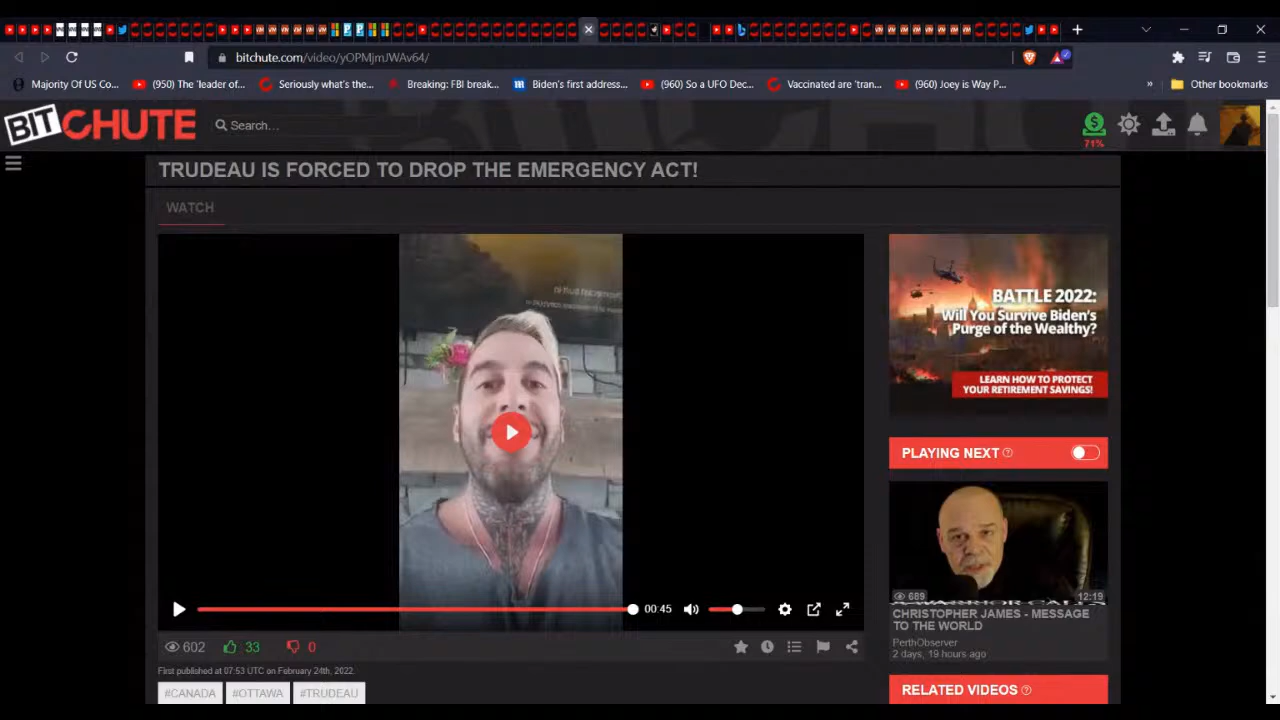 bitchute.com/video/yOPMjmJWAv64/
Majority Of US Co...
(950) The 'leader of...
Seriously what's the...
Breaking: FBI break...
Biden's first address...
(960) So a UFO Dec...
Vaccinated are 'tran...
(960) Joey is Way P...
»
Other bookmarks
BITCHUTE
Search...
71%
TRUDEAU IS FORCED TO DROP THE EMERGENCY ACT!
WATCH
BATTLE 2022:
Will You Survive Biden's
Purge of the Wealthy?
LEARN HOW TO PROTECT
YOUR RETIREMENT SAVINGS!
PLAYING NEXT
689
12:19
CHRISTOPHER JAMES - MESSAGE
TO THE WORLD
PerthObserver
2 days, 19 hours ago
00:45
602 33 0
First published at 07:53 UTC on February 24th, 2022.
#CANADA #OTTAWA #TRUDEAU
RELATED VIDEOS